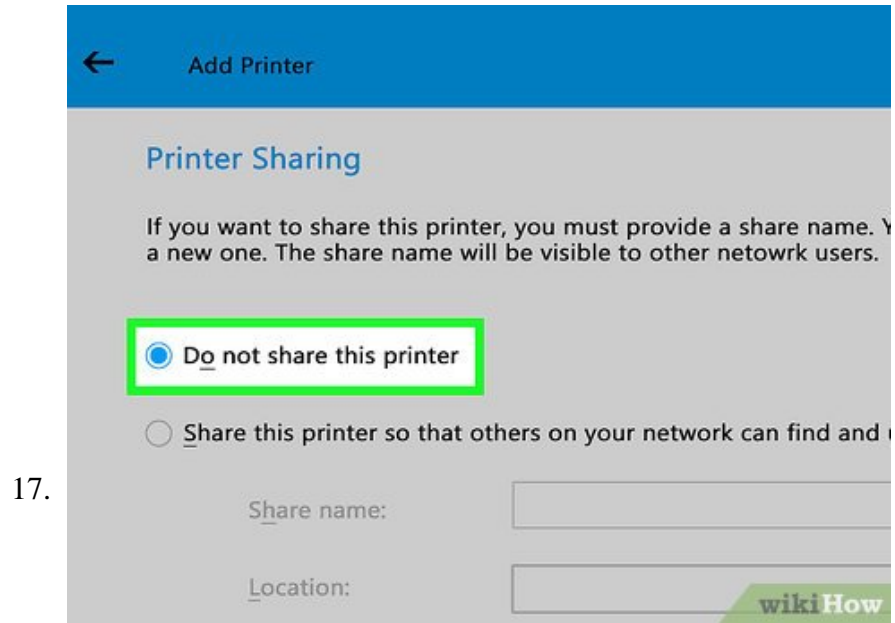 Add Printer
Printer Sharing
If you want to share this printer, you must provide a share name.
a new one. The share name will be visible to other netowrk users.
Do not share this printer
Share this printer so that others on your network can find and
17.
Share name:
Location:
wikiHow